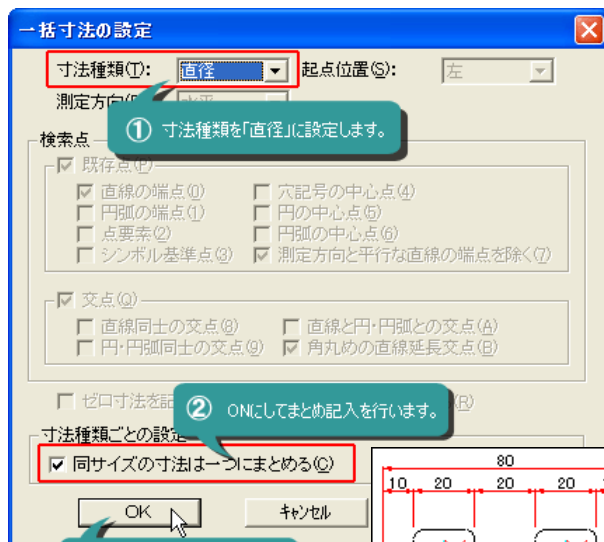 一括寸法の設定
寸法種類(T): 直径 起点位置(S): 左
測定方向
① 寸法種類を「直径」に設定します。
検索点
既存点(P)
直線の端点(0) 穴記号の中心点(4)
円弧の端点(1) 円の中心点(5)
点要素(2) 円弧の中心点(6)
シンボル基準点(3) 測定方向と平行な直線の端点を除く(7)
交点(Q)
直線同士の交点(8) 直線と円・円弧との交点(A)
円・円弧同士の交点(9) 角丸めの直線延長交点(B)
ゼロ寸法を記 (R)
② ONにしてまとめ記入を行います。
寸法種類ごとの設定
同サイズの寸法は一つにまとめる(C)
80
10 20 20 20
OK キャンセル